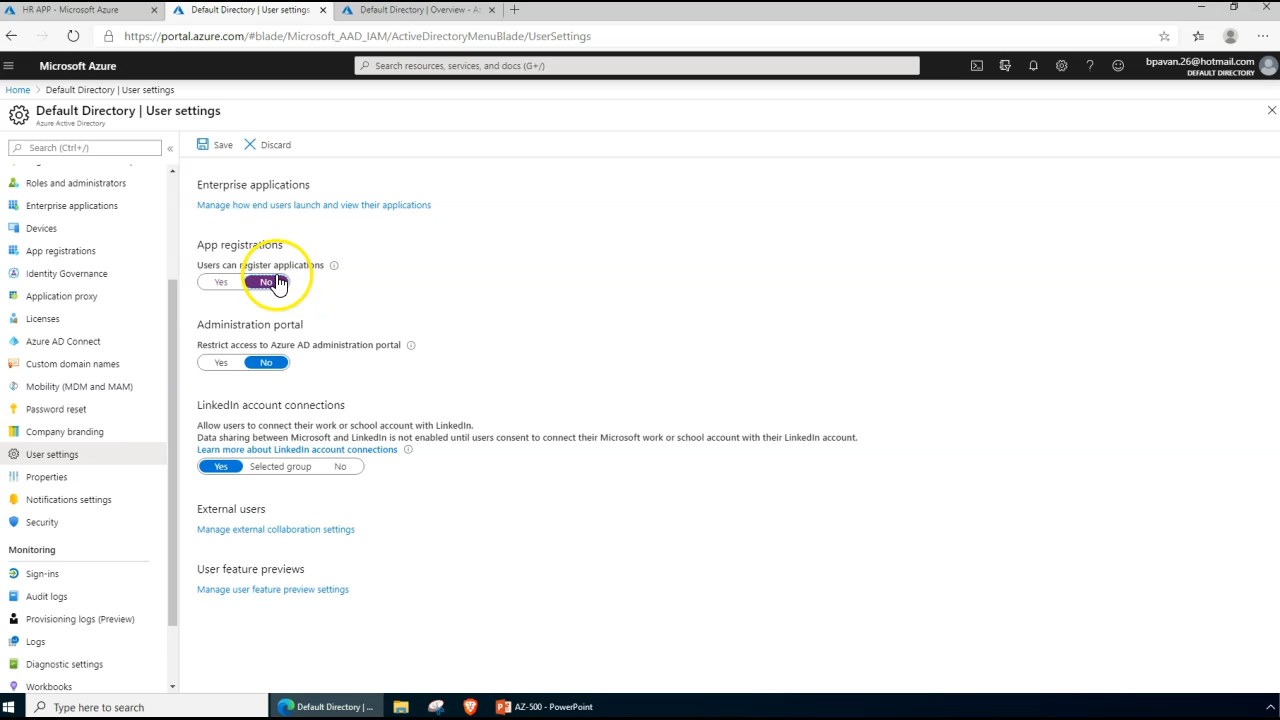 HR APP - Microsoft Azure
Default Directory | User settings
Default Directory | Overview - Az
https://portal.azure.com/#blade/Microsoft_AAD_IAM/ActiveDirectoryMenuBlade/UserSettings
Microsoft Azure
Search resources, services, and docs (G+/)
bpavan.26@hotmail.com
DEFAULT DIRECTORY
Home > Default Directory | User settings
Default Directory | User settings
Azure Active Directory
Search (Ctrl+/)
Save
Discard
Roles and administrators
Enterprise applications
Devices
App registrations
Identity Governance
Application proxy
Licenses
Azure AD Connect
Custom domain names
Mobility (MDM and MAM)
Password reset
Company branding
User settings
Properties
Notifications settings
Security
Monitoring
Sign-ins
Audit logs
Provisioning logs (Preview)
Logs
Diagnostic settings
Workbooks
Enterprise applications
Manage how end users launch and view their applications
App registrations
Users can register applications
Yes No
Administration portal
Restrict access to Azure AD administration portal
Yes No
LinkedIn account connections
Allow users to connect their work or school account with LinkedIn.
Data sharing between Microsoft and LinkedIn is not enabled until users consent to connect their Microsoft work or school account with their LinkedIn account.
Learn more about LinkedIn account connections
Yes Selected group No
External users
Manage external collaboration settings
User feature previews
Manage user feature preview settings
Type here to search
Default Directory | ...
AZ-500 - PowerPoint